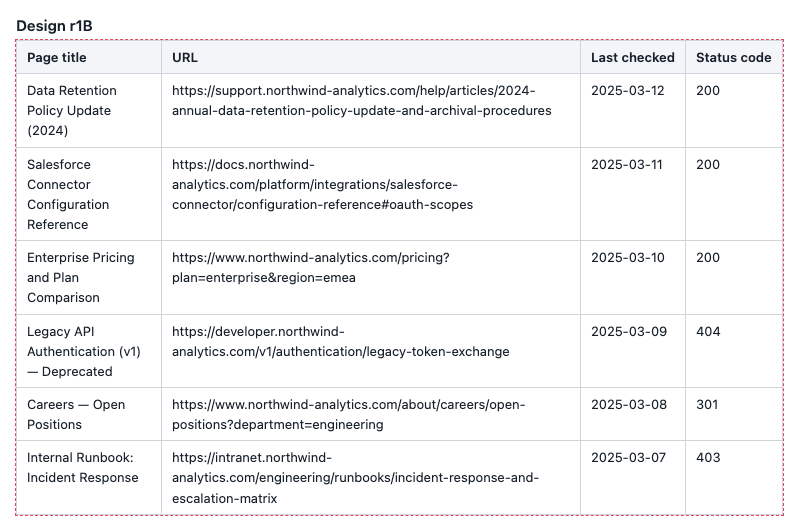 Design r1B
Page title URL Last checked Status code
Data Retention https://support.northwind-analytics.com/help/articles/2024- 2025-03-12 200
Policy Update annual-data-retention-policy-update-and-archival-procedures
(2024)
Salesforce https://docs.northwind- 2025-03-11 200
Connector analytics.com/platform/integrations/salesforce-
Configuration connector/configuration-reference#oauth-scopes
Reference
Enterprise Pricing https://www.northwind-analytics.com/pricing? 2025-03-10 200
and Plan plan=enterprise&region=emea
Comparison
Legacy API https://developer.northwind- 2025-03-09 404
Authentication (v1) analytics.com/v1/authentication/legacy-token-exchange
— Deprecated
Careers — Open https://www.northwind-analytics.com/about/careers/open- 2025-03-08 301
Positions positions?department=engineering
Internal Runbook: https://intranet.northwind- 2025-03-07 403
Incident Response analytics.com/engineering/runbooks/incident-response-and-
escalation-matrix